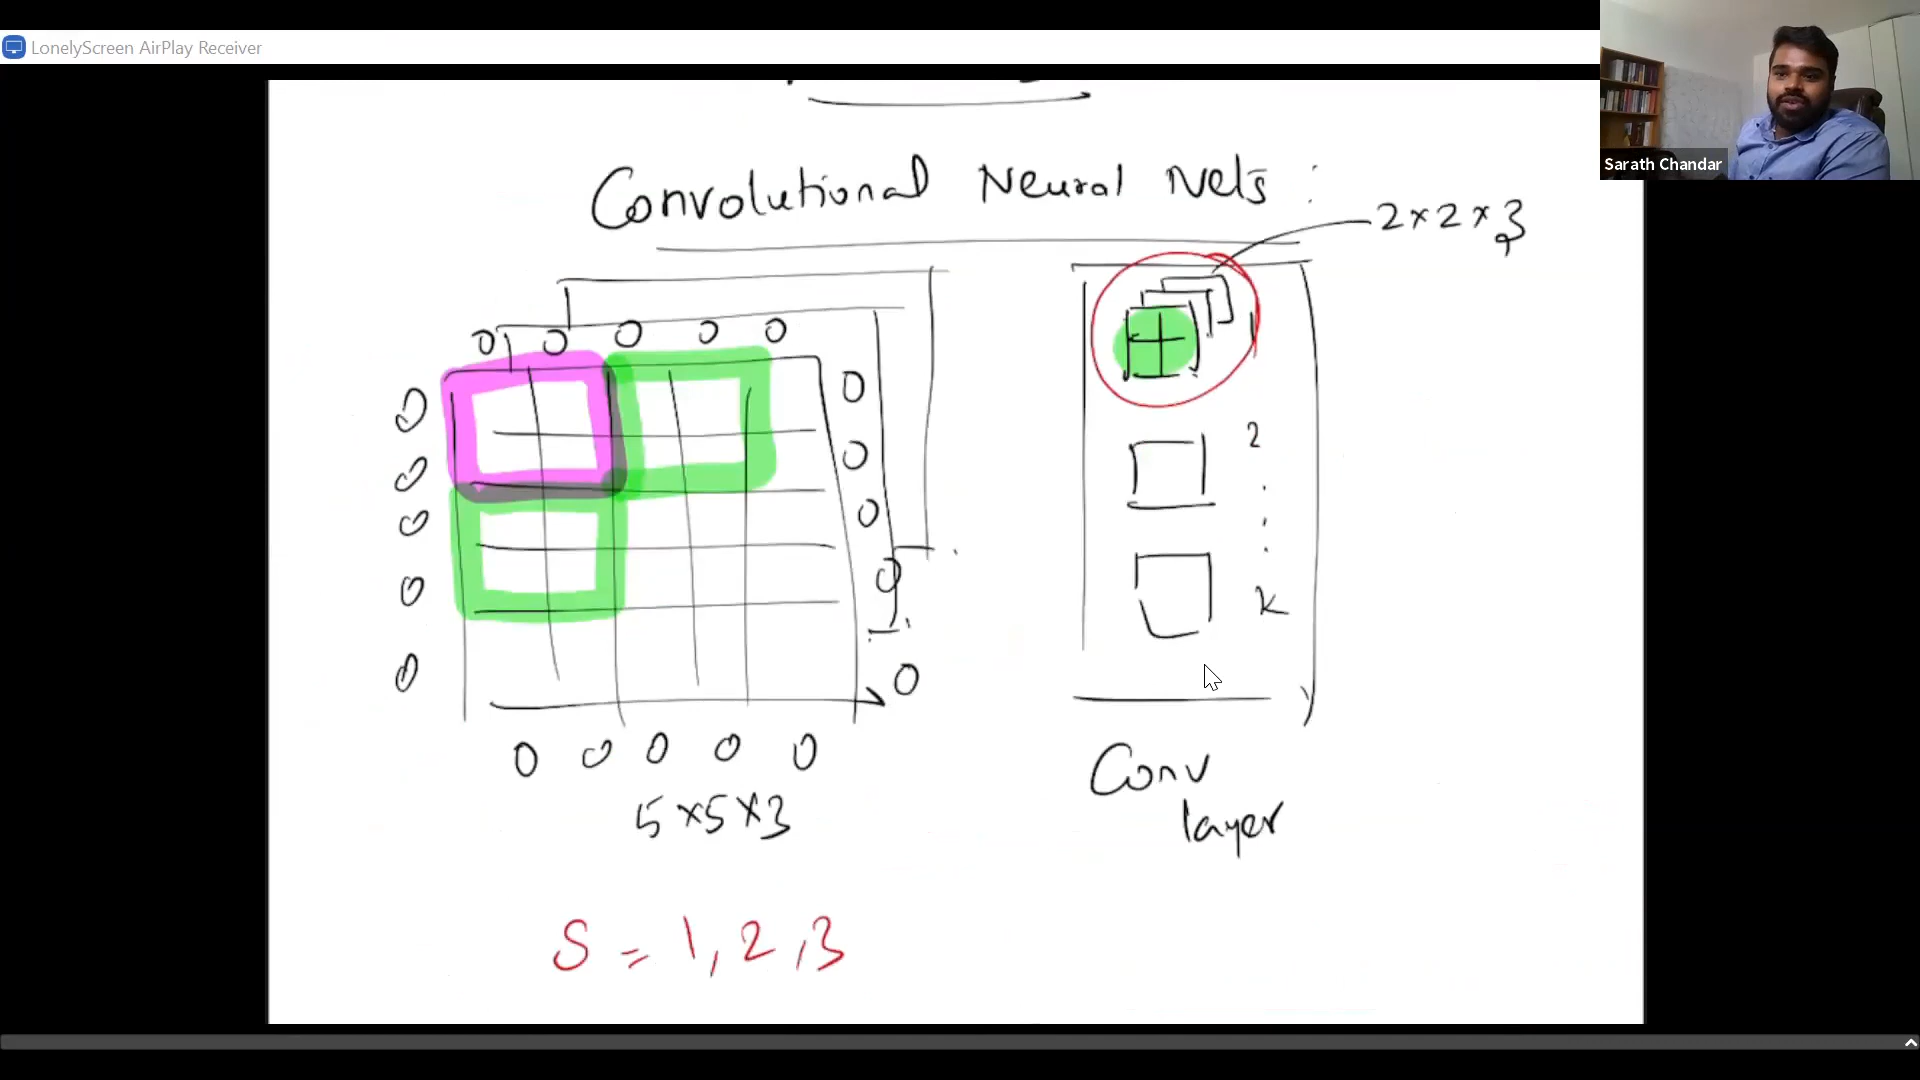 LonelyScreen AirPlay Receiver
Sarath Chandar
Convolutional Neural Nets :
2 x 2 x 3
0 0 0 0 0
0 0
0 0
0 0
0 0
0 0
0 0 0 0 0
5 x 5 x 3
2
.
.
.
k
Conv
layer
S = 1, 2, 3